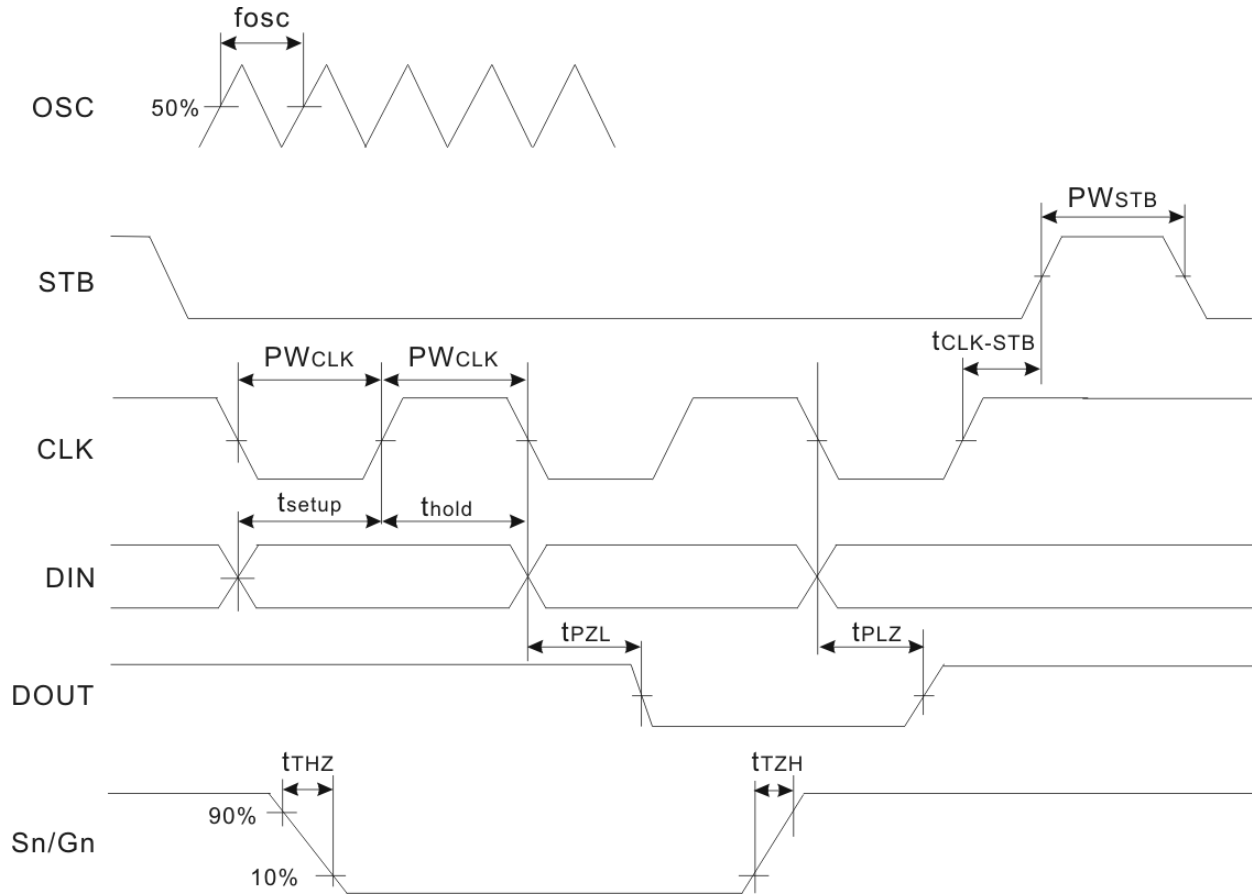 fosc
OSC
50%
PWSTB
STB
tCLK-STB
PWCLK
PWCLK
CLK
tsetup
thold
DIN
tPZL
tPLZ
DOUT
tTHZ
tTZH
90%
Sn/Gn
10%